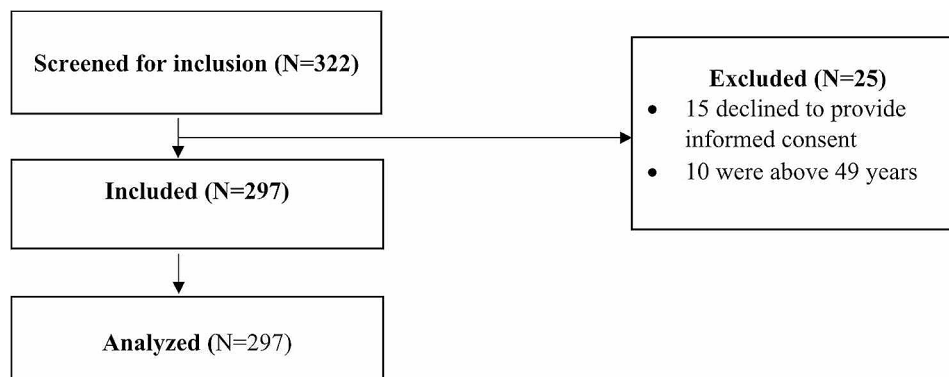 Screened for inclusion (N=322)
Excluded (N=25)
• 15 declined to provide
informed consent
• 10 were above 49 years
Included (N=297)
Analyzed (N=297)